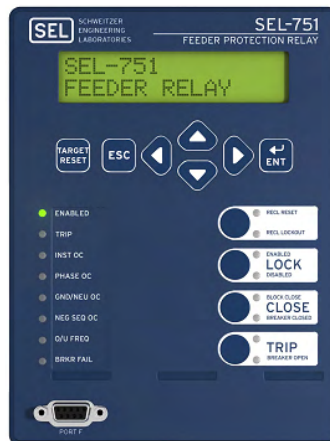 SEL
SCHWEITZER
ENGINEERING
LABORATORIES
SEL-751
FEEDER PROTECTION RELAY
SEL-751
FEEDER RELAY
TARGET
RESET
ESC
ENT
ENABLED
TRIP
INST OC
PHASE OC
GND/NEU OC
NEG SEQ OC
O/U FREQ
BRKR FAIL
RECL RESET
RECL LOCKOUT
ENABLED
LOCK
DISABLED
BLOCK CLOSE
CLOSE
BREAKER CLOSED
TRIP
BREAKER OPEN
PORT F